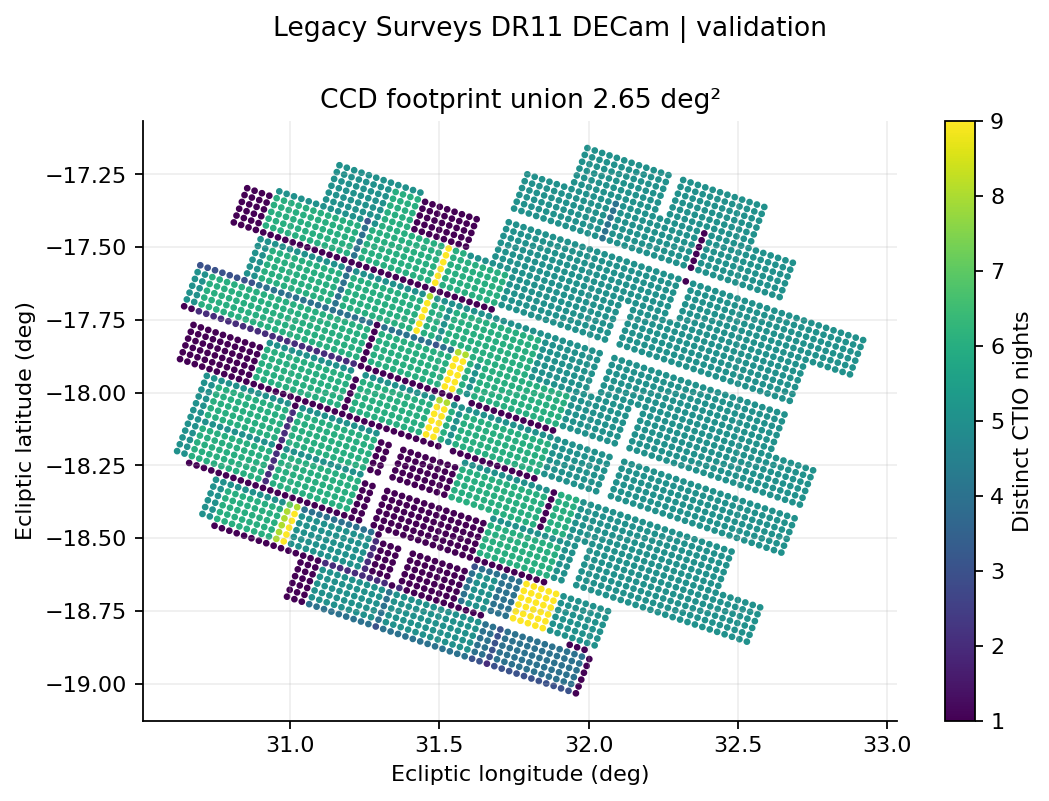 Legacy Surveys DR11 DECam | validation
CCD footprint union 2.65 deg²
Ecliptic latitude (deg)
−17.25
−17.50
−17.75
−18.00
−18.25
−18.50
−18.75
−19.00
31.0 31.5 32.0 32.5 33.0
Ecliptic longitude (deg)
9
8
7
6
5
4
3
2
1
Distinct CTIO nights